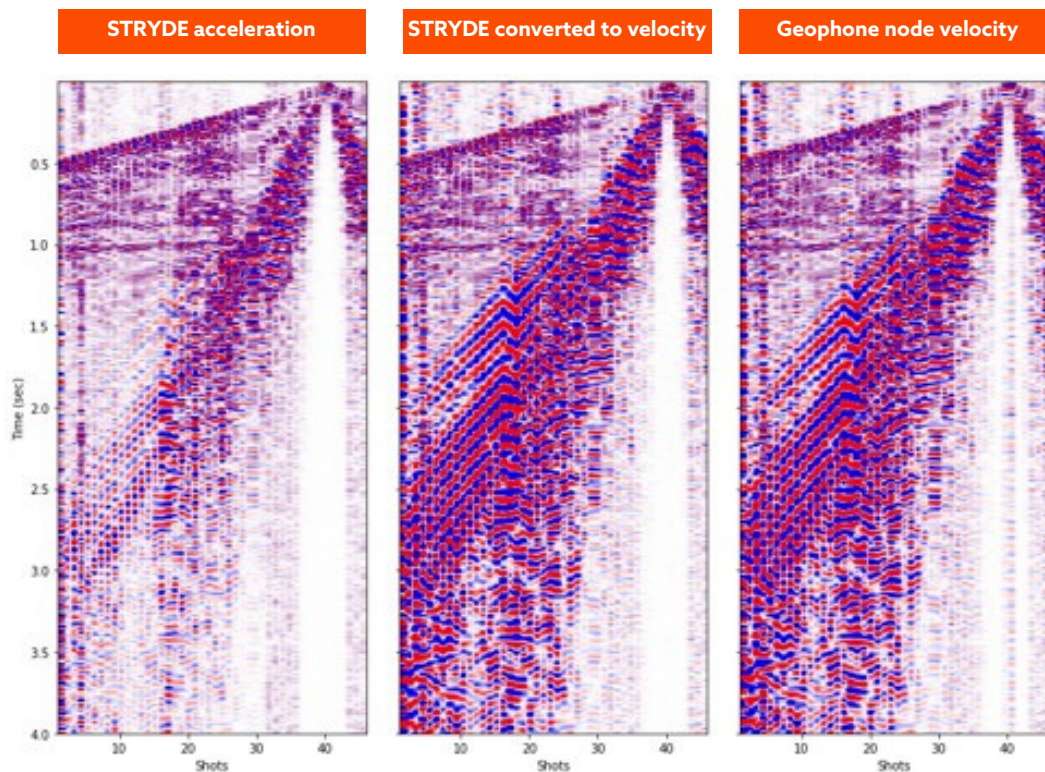 STRYDE acceleration
STRYDE converted to velocity
Geophone node velocity
0.5
1.0
1.5
2.0
2.5
3.0
3.5
4.0
Time (sec)
10 20 30 40
Shots
10 20 30 40
Shots
10 20 30 40
Shots